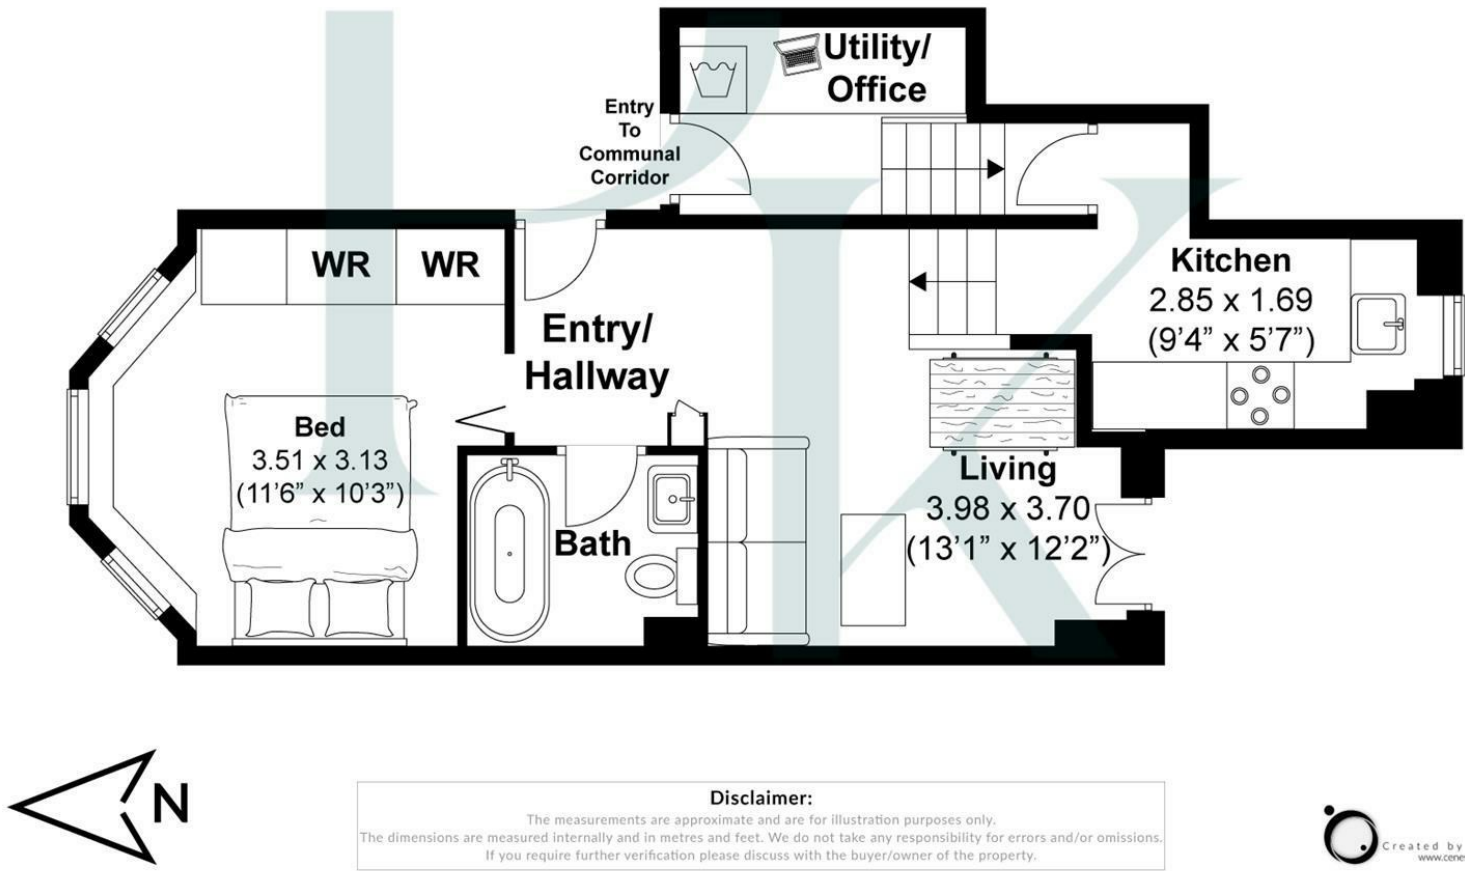 Utility/
Office
Entry
To
Communal
Corridor
WR
WR
Entry/
Hallway
Kitchen
2.85 x 1.69
(9'4" x 5'7")
Bed
3.51 x 3.13
(11'6" x 10'3")
Bath
Living
3.98 x 3.70
(13'1" x 12'2")
N
Disclaimer:
The measurements are approximate and are for illustration purposes only.
The dimensions are measured internally and in metres and feet. We do not take any responsibility for errors and/or omissions.
If you require further verification please discuss with the buyer/owner of the property.
Created by